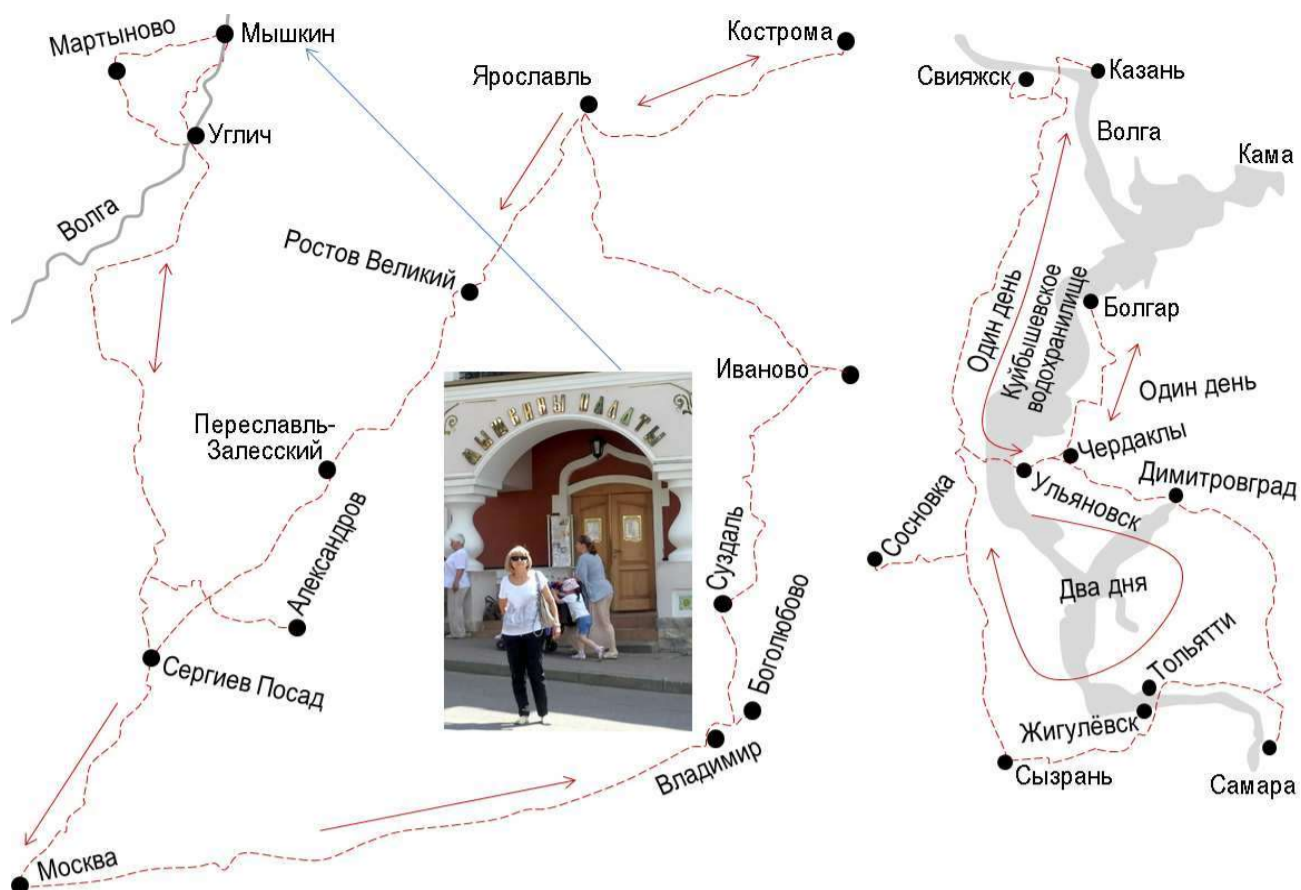 Мартыново
Мышкин
Углич
Волга
Кострома
Ярославль
Ростов Великий
Иваново
Переславль-
Залесский
Александров
Сергиев Посад
Суздаль
Боголюбово
Владимир
Москва
МЫШКИНЫ ПАЛАТЫ
Свияжск
Казань
Волга
Кама
Один день
Куйбышевское
водохранилище
Болгар
Один день
Чердаклы
Ульяновск
Димитровград
Сосновка
Два дня
Тольятти
Жигулёвск
Сызрань
Самара